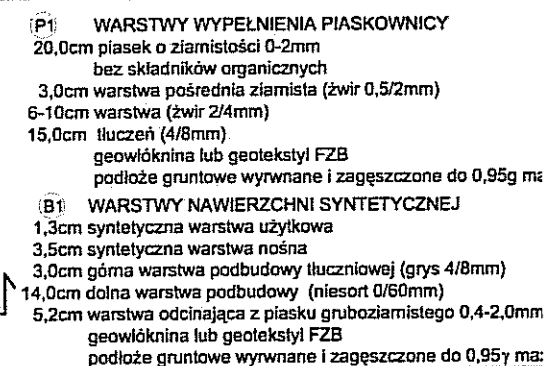 P1 WARSTWY WYPEŁNIENIA PIASKOWNICY
20,0cm piasek o ziarnistości 0-2mm
bez składników organicznych
3,0cm warstwa pośrednia ziarnista (żwir 0,5/2mm)
6-10cm warstwa (żwir 2/4mm)
15,0cm tłuczeń (4/8mm)
geowłóknina lub geotekstyl FZB
podłoże gruntowe wyrwnane i zagęszczone do 0,95g ma
B1 WARSTWY NAWIERZCHNI SYNTETYCZNEJ
1,3cm syntetyczna warstwa użytkowa
3,5cm syntetyczna warstwa nośna
3,0cm górna warstwa podbudowy tłuczniowej (grys 4/8mm)
14,0cm dolna warstwa podbudowy (niesort 0/60mm)
5,2cm warstwa odcinająca z piasku gruboziarnistego 0,4-2,0mm
geowłóknina lub geotekstyl FZB
podłoże gruntowe wyrwnane i zagęszczone do 0,95γ ma